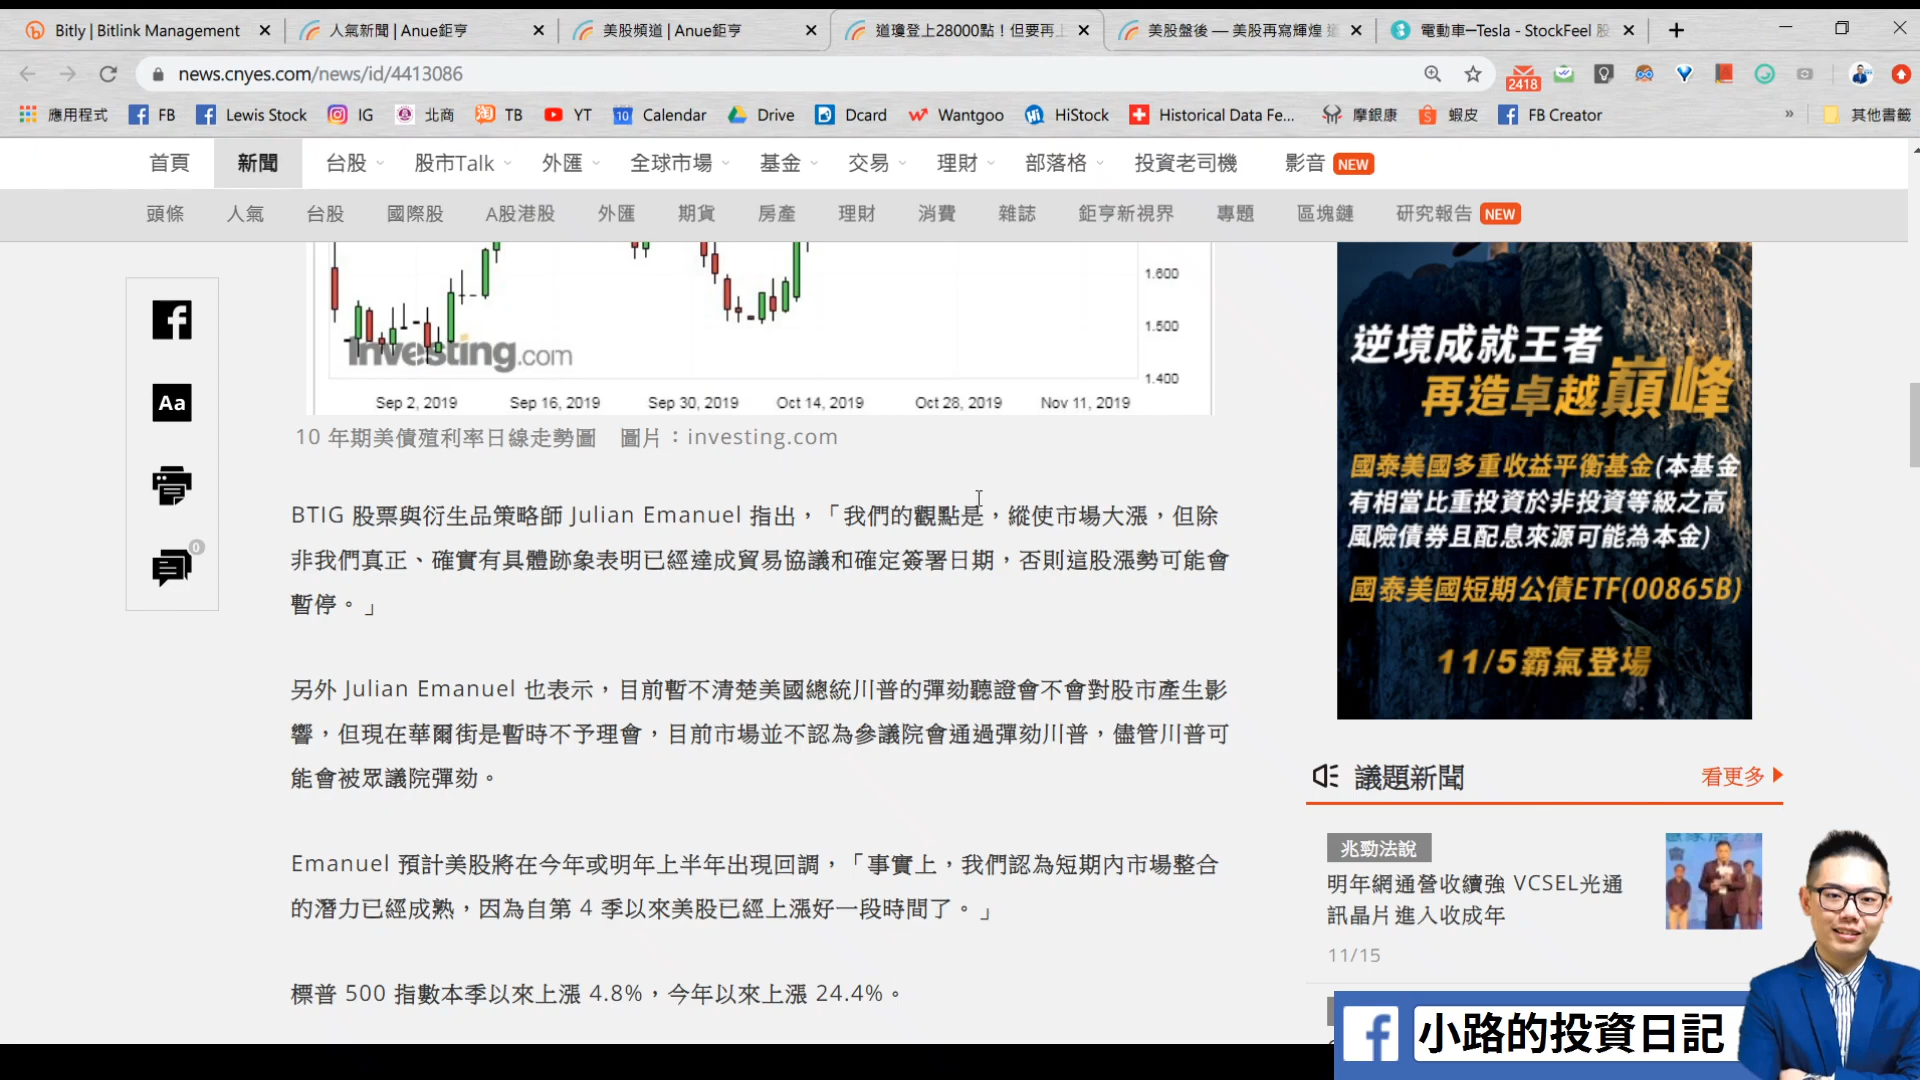 Bitly | Bitlink Management
人氣新聞 | Anue鉅亨
美股頻道 | Anue鉅亨
道瓊登上28000點！但要再上
美股盤後 — 美股再寫輝煌
電動車─Tesla - StockFeel 股
news.cnyes.com/news/id/4413086
2418
應用程式 FB Lewis Stock IG 北商 TB YT Calendar Drive Dcard Wantgoo HiStock Historical Data Fe... 摩銀康 蝦皮 FB Creator » 其他書籤
首頁 新聞 台股 股市Talk 外匯 全球市場 基金 交易 理財 部落格 投資老司機 影音 NEW
頭條 人氣 台股 國際股 A股港股 外匯 期貨 房產 理財 消費 雜誌 鉅亨新視界 專題 區塊鏈 研究報告 NEW
1.600
1.500
1.400
Investing.com
Sep 2, 2019 Sep 16, 2019 Sep 30, 2019 Oct 14, 2019 Oct 28, 2019 Nov 11, 2019
10 年期美債殖利率日線走勢圖 圖片：investing.com
Aa
0
BTIG 股票與衍生品策略師 Julian Emanuel 指出，「我們的觀點是，縱使市場大漲，但除
非我們真正、確實有具體跡象表明已經達成貿易協議和確定簽署日期，否則這股漲勢可能會
暫停。」
另外 Julian Emanuel 也表示，目前暫不清楚美國總統川普的彈劾聽證會不會對股市產生影
響，但現在華爾街是暫時不予理會，目前市場並不認為參議院會通過彈劾川普，儘管川普可
能會被眾議院彈劾。
Emanuel 預計美股將在今年或明年上半年出現回調，「事實上，我們認為短期內市場整合
的潛力已經成熟，因為自第 4 季以來美股已經上漲好一段時間了。」
標普 500 指數本季以來上漲 4.8%，今年以來上漲 24.4%。
逆境成就王者
再造卓越巔峰
國泰美國多重收益平衡基金(本基金
有相當比重投資於非投資等級之高
風險債券且配息來源可能為本金)
國泰美國短期公債ETF(00865B)
11/5霸氣登場
議題新聞
看更多
兆勁法說
明年網通營收續強 VCSEL光通
訊晶片進入收成年
11/15
小路的投資日記